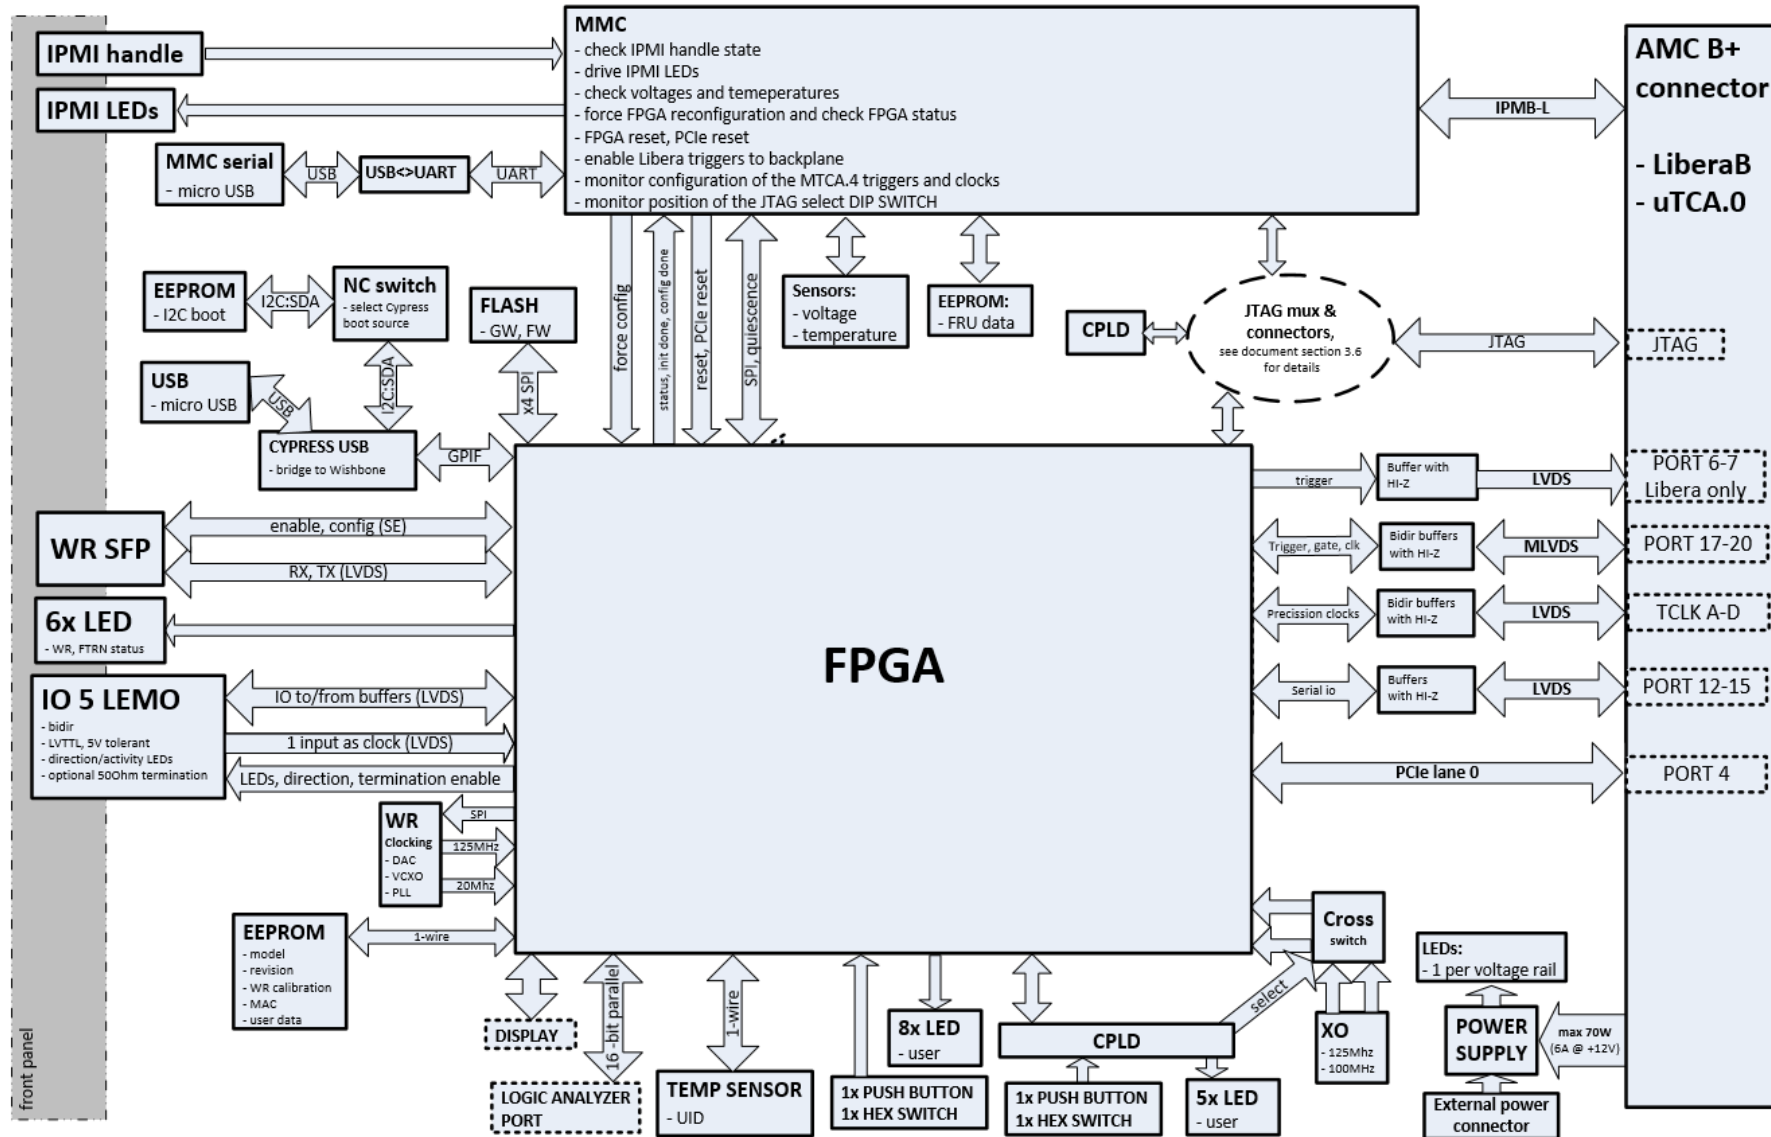 IPMI handle
IPMI LEDs
MMC
- check IPMI handle state
- drive IPMI LEDs
- check voltages and temeperatures
- force FPGA reconfiguration and check FPGA status
- FPGA reset, PCIe reset
- enable Libera triggers to backplane
- monitor configuration of the MTCA.4 triggers and clocks
- monitor position of the JTAG select DIP SWITCH
IPMB-L
AMC B+
connector
- LiberaB
- uTCA.0
MMC serial
- micro USB
USB
USB<>UART
UART
EEPROM
- I2C boot
I2C:SDA
NC switch
- select Cypress
boot source
I2C:SDA
FLASH
- GW, FW
x4 SPI
USB
- micro USB
USB
CYPRESS USB
- bridge to Wishbone
GPIF
force config
status, init done, config done
reset, PCIe reset
SPI, quiescence
Sensors:
- voltage
- temperature
EEPROM:
- FRU data
CPLD
JTAG mux &
connectors,
see document section 3.6
for details
JTAG
JTAG
WR SFP
enable, config (SE)
RX, TX (LVDS)
6x LED
- WR, FTRN status
IO 5 LEMO
- bidir
- LVTTL, 5V tolerant
- direction/activity LEDs
- optional 50Ohm termination
IO to/from buffers (LVDS)
1 input as clock (LVDS)
LEDs, direction, termination enable
FPGA
trigger
Buffer with
HI-Z
LVDS
PORT 6-7
Libera only
Trigger, gate, clk
Bidir buffers
with HI-Z
MLVDS
PORT 17-20
Precission clocks
Bidir buffers
with HI-Z
LVDS
TCLK A-D
Serial io
Buffers
with HI-Z
LVDS
PORT 12-15
PCIe lane 0
PORT 4
WR
Clocking
- DAC
- VCXO
- PLL
SPI
125MHz
20Mhz
EEPROM
- model
- revision
- WR calibration
- MAC
- user data
1-wire
DISPLAY
16 -bit parallel
LOGIC ANALYZER
PORT
1-wire
TEMP SENSOR
- UID
1x PUSH BUTTON
1x HEX SWITCH
8x LED
- user
CPLD
1x PUSH BUTTON
1x HEX SWITCH
5x LED
- user
select
Cross
switch
XO
- 125Mhz
- 100MHz
LEDs:
- 1 per voltage rail
POWER
SUPPLY
max 70W
(6A @ +12V)
External power
connector
front panel